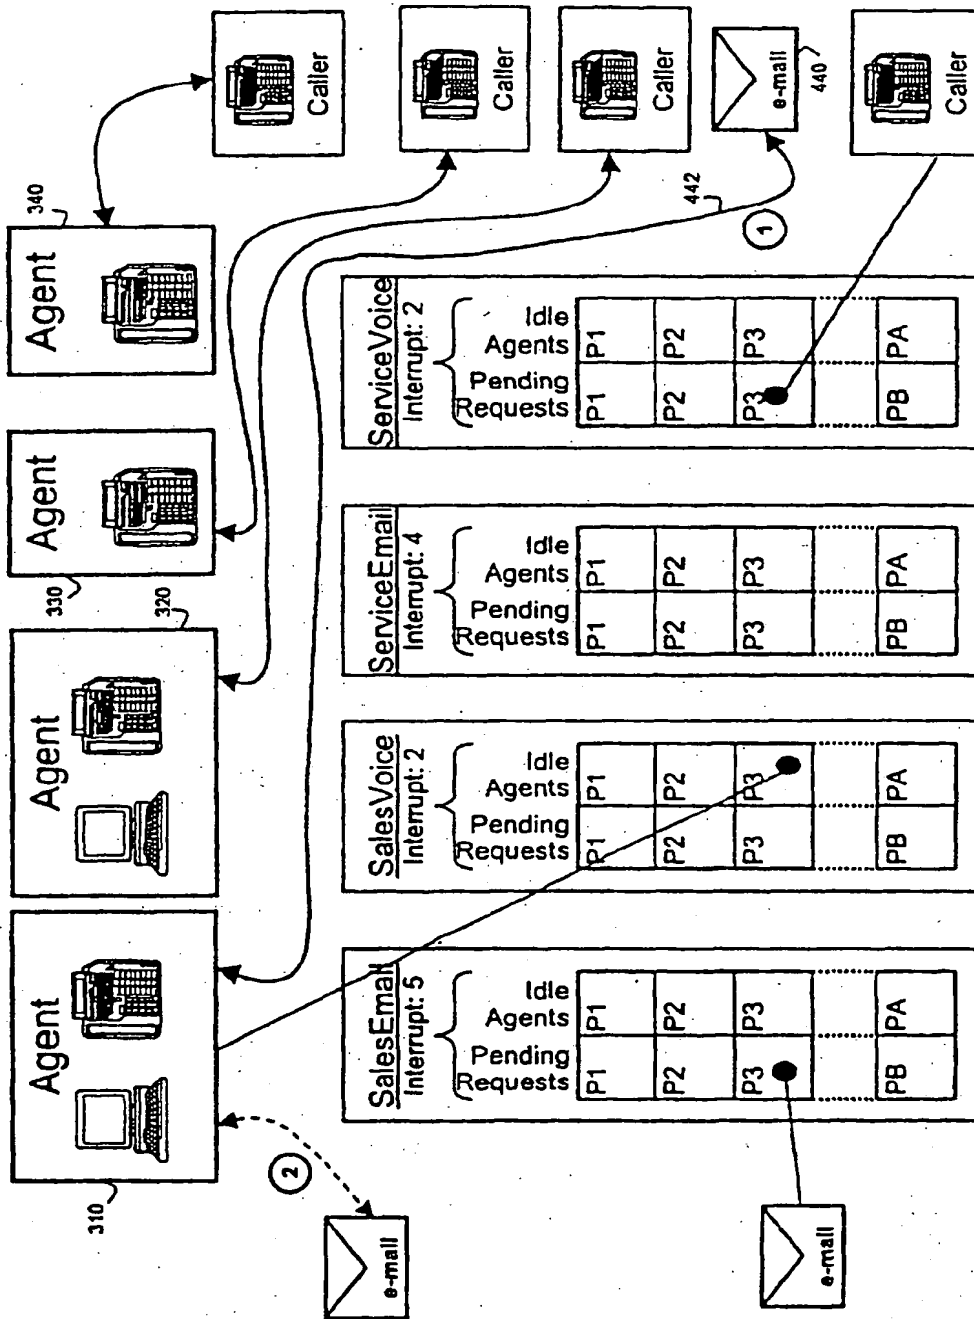 Agent
310
Agent
320
Agent
330
Agent
340
2
e-mail
Caller
Caller
Caller
442
1
e-mail
440
Caller
SalesEmail
Interrupt: 5
Pending
Requests
Idle
Agents
P1
P1
P2
P2
P3
P3
PB
PA
SalesVoice
Interrupt: 2
Pending
Requests
Idle
Agents
P1
P1
P2
P2
P3
P3
PB
PA
ServiceEmail
Interrupt: 4
Pending
Requests
Idle
Agents
P1
P1
P2
P2
P3
P3
PB
PA
ServiceVoice
Interrupt: 2
Pending
Requests
Idle
Agents
P1
P1
P2
P2
P3
P3
PB
PA
e-mail